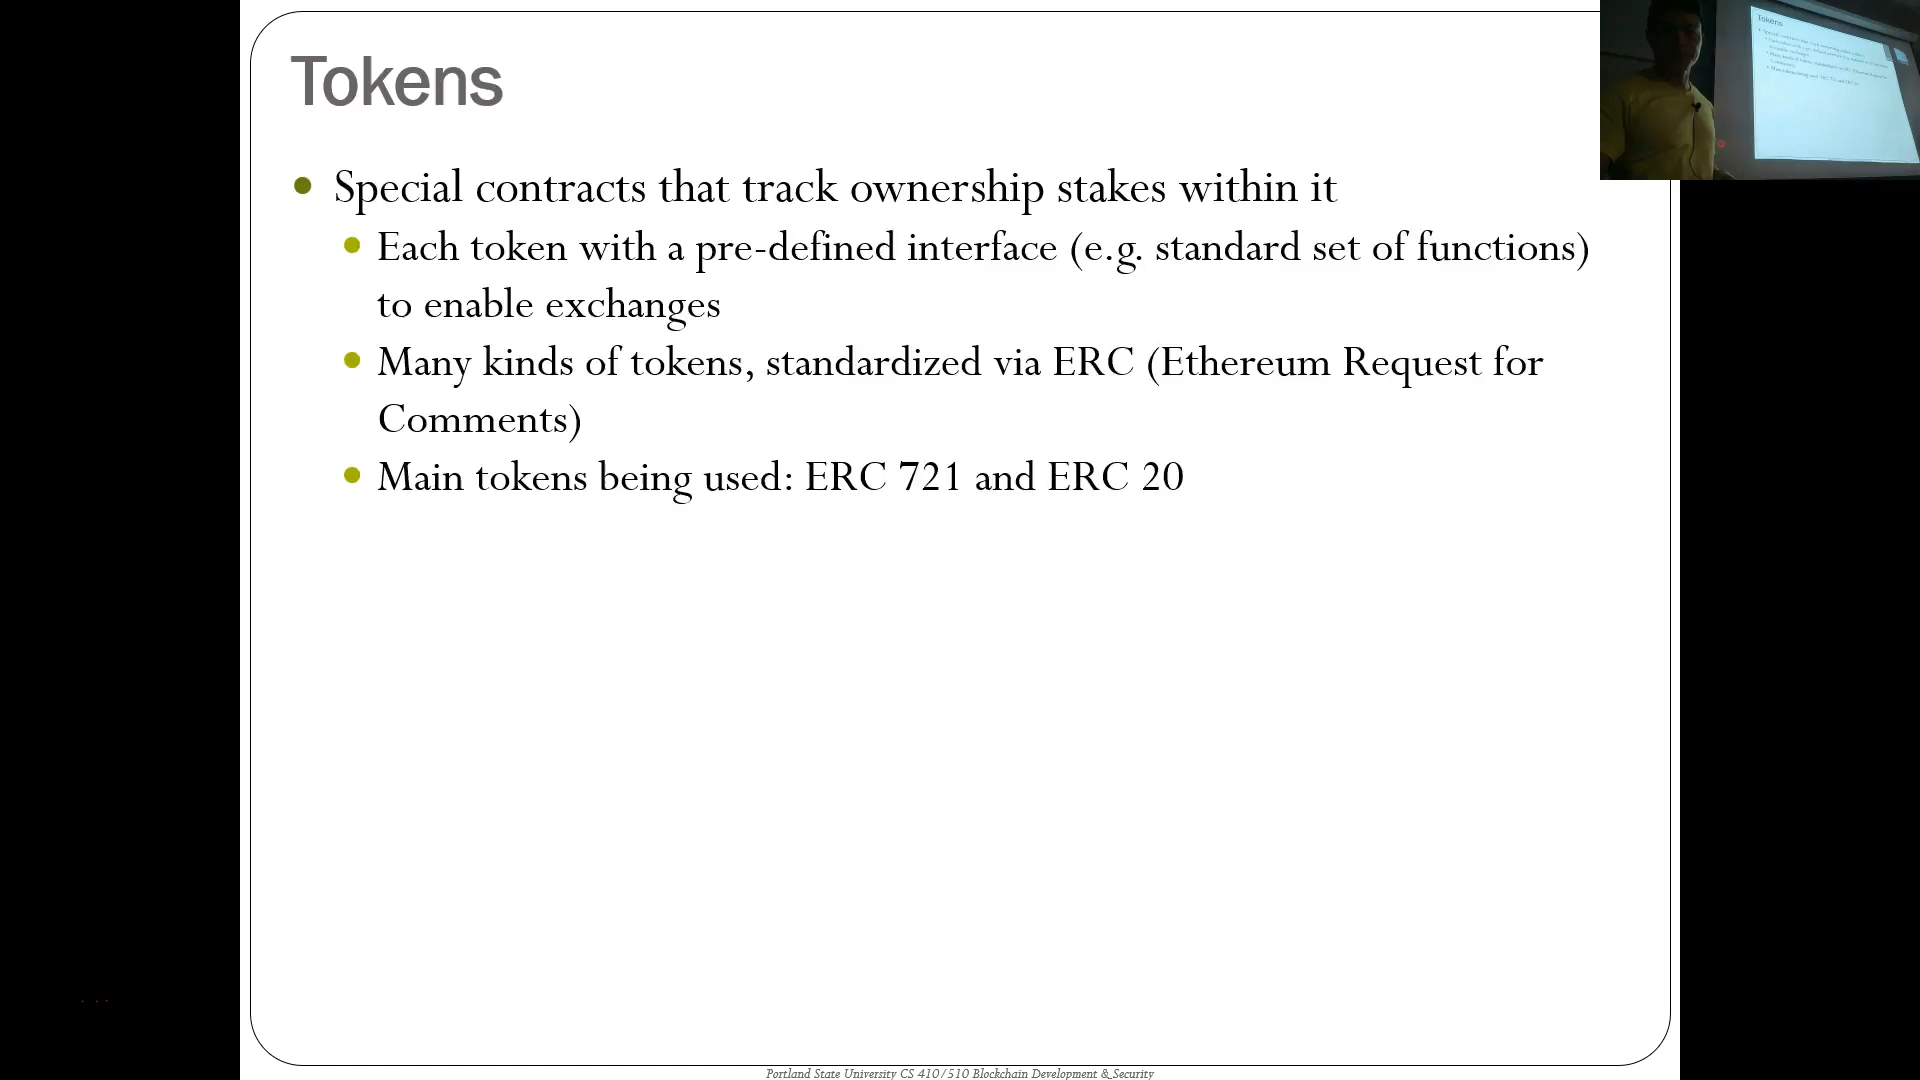 Tokens
Special contracts that track ownership stakes within it
Each token with a pre-defined interface (e.g. standard set of functions)
to enable exchanges
Many kinds of tokens, standardized via ERC (Ethereum Request for
Comments)
Main tokens being used: ERC 721 and ERC 20
Portland State University CS 410/510 Blockchain Development & Security
Tokens